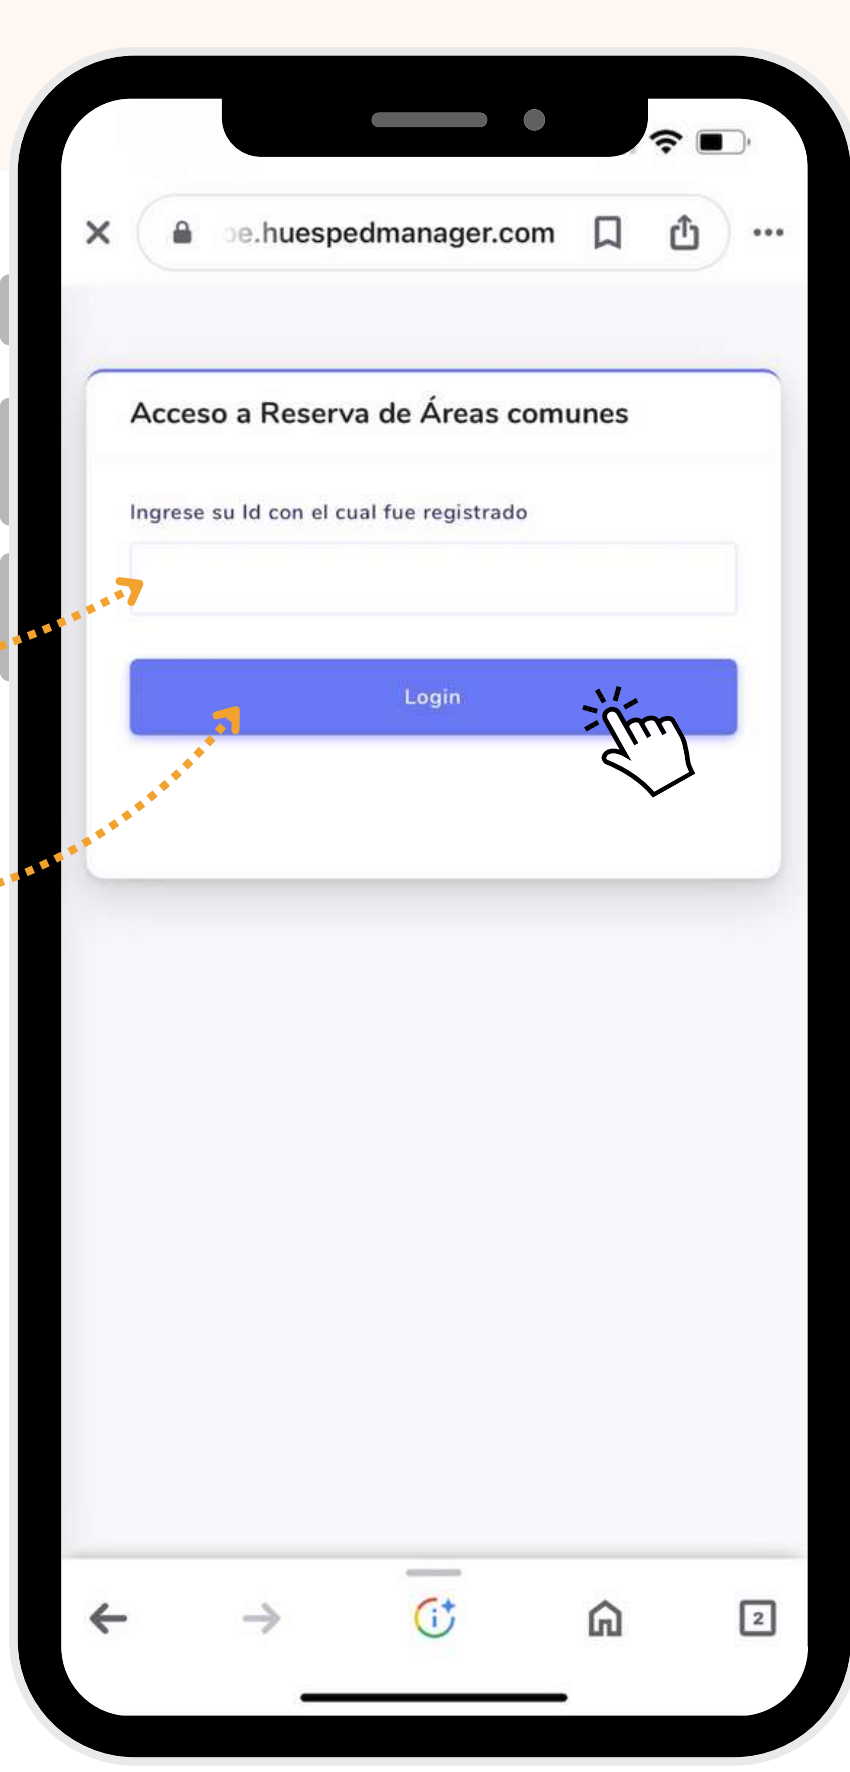 huespedmanager.com
Acceso a Reserva de Áreas comunes
Ingrese su Id con el cual fue registrado
Login
2